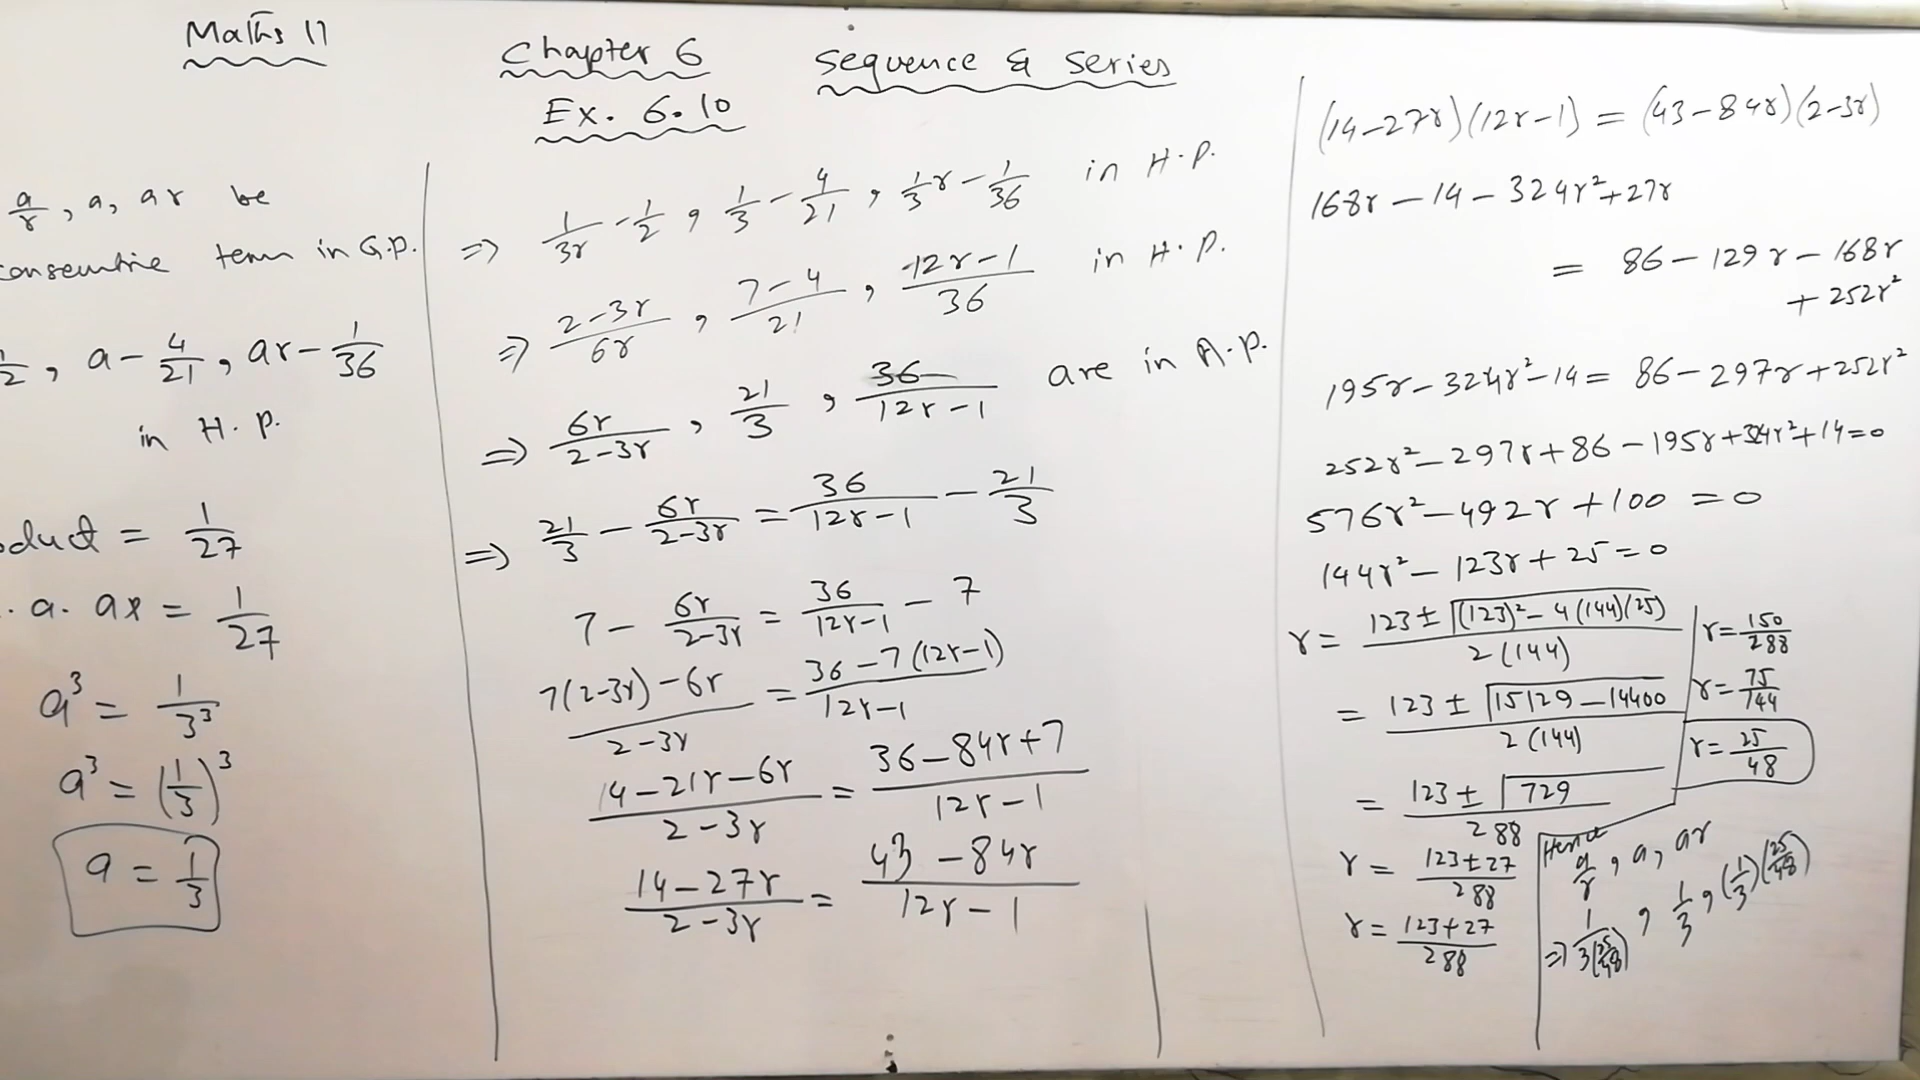 Maths 11
Chapter 6 Sequence & Series
Ex. 6.10
a/r, a, ar be
consecutive term in G.P.
1/2, a - 4/21, ar - 1/36
in H.P.
oduct = 1/27
. a. ar = 1/27
a³ = 1/3³
a³ = (1/3)³
a = 1/3
⇒ 1/3r - 1/2, 1/3 - 4/21, 1/3 r - 1/36 in H.P.
⇒ (2-3r)/6r, (7-4)/21, (12r-1)/36 in H.P.
⇒ 6r/(2-3r), 21/3, 36/(12r-1) are in A.P.
⇒ 21/3 - 6r/(2-3r) = 36/(12r-1) - 21/3
7 - 6r/(2-3r) = 36/(12r-1) - 7
(7(2-3r) - 6r)/(2-3r) = (36 - 7(12r-1))/(12r-1)
(14 - 21r - 6r)/(2-3r) = (36 - 84r + 7)/(12r-1)
(14 - 27r)/(2-3r) = (43 - 84r)/(12r-1)
(14-27r)(12r-1) = (43-84r)(2-3r)
168r - 14 - 324r² + 27r
= 86 - 129r - 168r
+ 252r²
195r - 324r² - 14 = 86 - 297r + 252r²
252r² - 297r + 86 - 195r + 324r² + 14 = 0
576r² - 492r + 100 = 0
144r² - 123r + 25 = 0
r = (123 ± √((123)² - 4(144)(25)))/2(144)
= (123 ± √(15129 - 14400))/2(144)
= (123 ± √729)/288
r = (123 ± 27)/288
r = (123 + 27)/288
r = 150/288
r = 75/144
r = 25/48
Hence
a/r, a, ar
⇒ 1/3(25/48), 1/3, (1/3)(25/48)